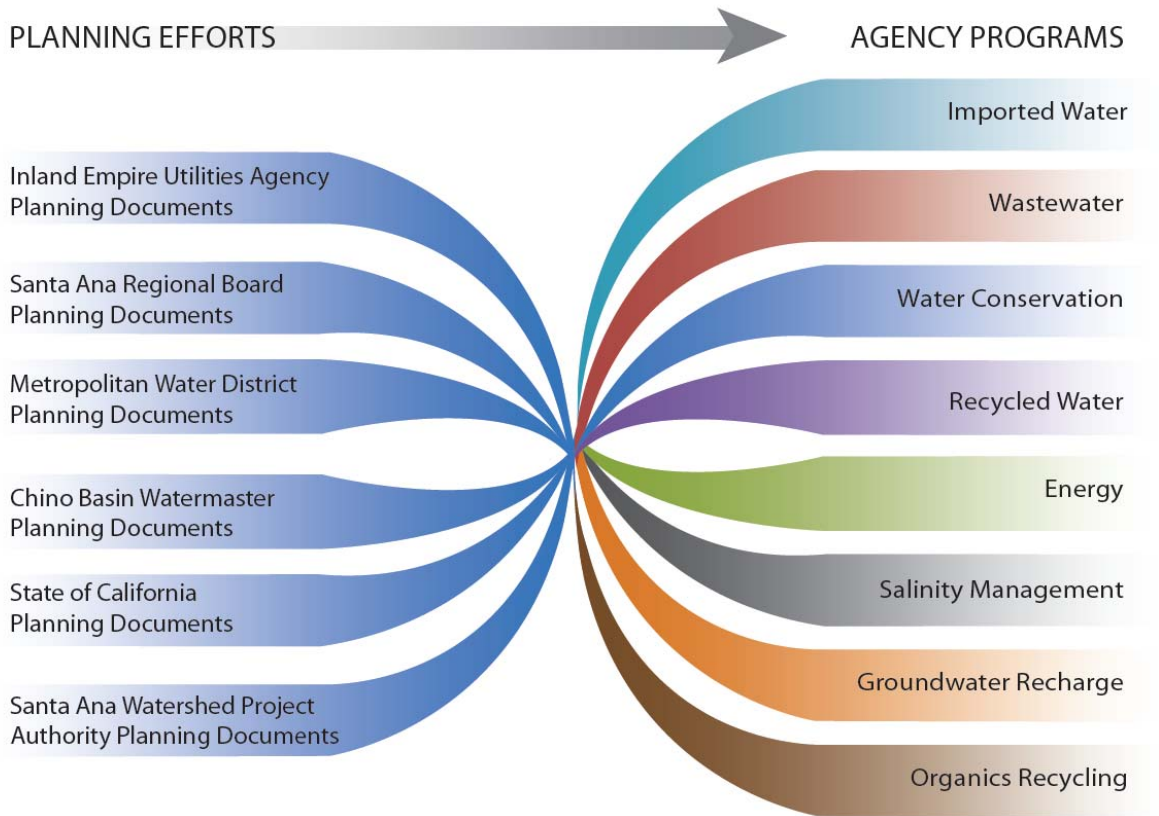 PLANNING EFFORTS
AGENCY PROGRAMS
Inland Empire Utilities Agency
Planning Documents
Santa Ana Regional Board
Planning Documents
Metropolitan Water District
Planning Documents
Chino Basin Watermaster
Planning Documents
State of California
Planning Documents
Santa Ana Watershed Project
Authority Planning Documents
Imported Water
Wastewater
Water Conservation
Recycled Water
Energy
Salinity Management
Groundwater Recharge
Organics Recycling